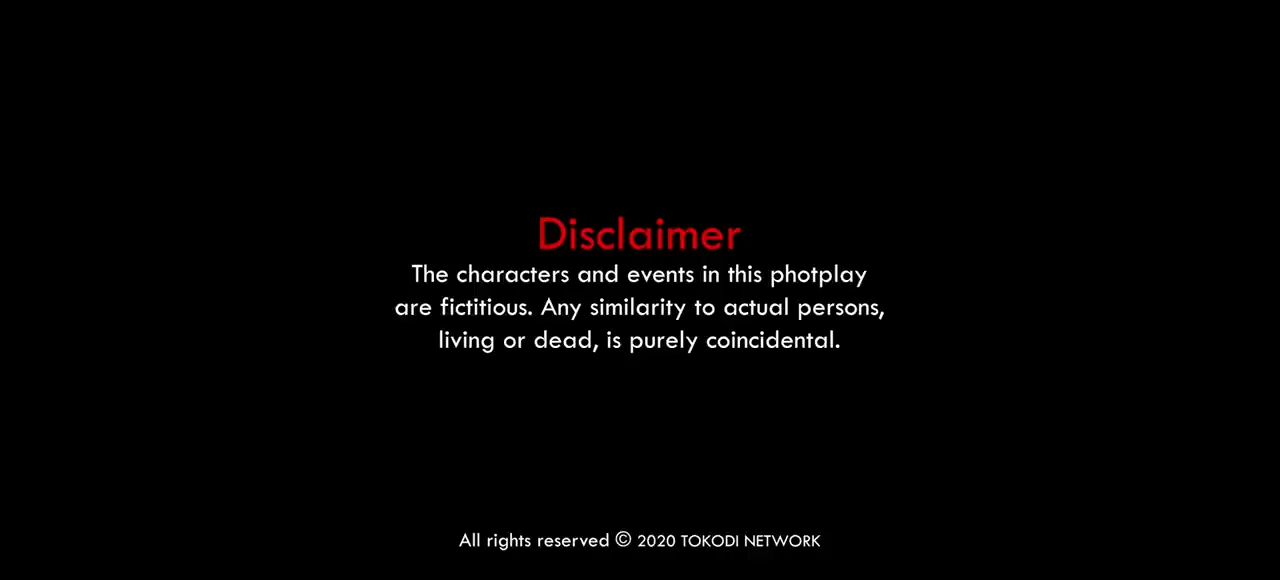 Disclaimer
The characters and events in this photplay
are fictitious. Any similarity to actual persons,
living or dead, is purely coincidental.
All rights reserved © 2020 TOKODI NETWORK